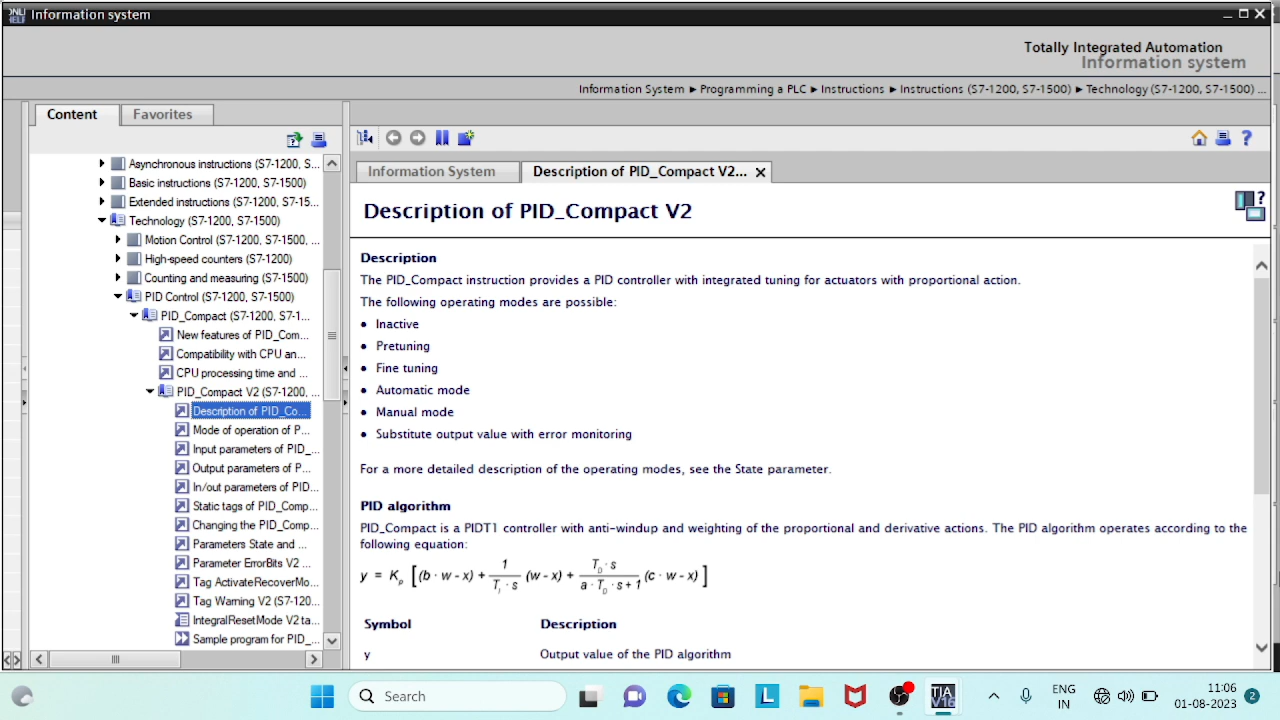 ONLI
HELF
Information system
Totally Integrated Automation
Information system
Information System ► Programming a PLC ► Instructions ► Instructions (S7-1200, S7-1500) ► Technology (S7-1200, S7-1500) ...
Content
Favorites
Asynchronous instructions (S7-1200, S...
Basic instructions (S7-1200, S7-1500)
Extended instructions (S7-1200, S7-15...
Technology (S7-1200, S7-1500)
Motion Control (S7-1200, S7-1500, ...
High-speed counters (S7-1200)
Counting and measuring (S7-1500)
PID Control (S7-1200, S7-1500)
PID_Compact (S7-1200, S7-1...
New features of PID_Com...
Compatibility with CPU an...
CPU processing time and ...
PID_Compact V2 (S7-1200, ...
Description of PID_Co...
Mode of operation of P...
Input parameters of PID_...
Output parameters of P...
In/out parameters of PID...
Static tags of PID_Comp...
Changing the PID_Comp...
Parameters State and ...
Parameter ErrorBits V2 ...
Tag ActivateRecoverMo...
Tag Warning V2 (S7-120...
IntegralResetMode V2 ta...
Sample program for PID_...
Information System
Description of PID_Compact V2...
Description of PID_Compact V2
Description
The PID_Compact instruction provides a PID controller with integrated tuning for actuators with proportional action.
The following operating modes are possible:
• Inactive
• Pretuning
• Fine tuning
• Automatic mode
• Manual mode
• Substitute output value with error monitoring
For a more detailed description of the operating modes, see the State parameter.
PID algorithm
PID_Compact is a PIDT1 controller with anti-windup and weighting of the proportional and derivative actions. The PID algorithm operates according to the
following equation:
y = Kp [(b · w - x) + 1 / (TI · s) (w - x) + TD · s / (a · TD · s + 1) (c · w - x)]
Symbol Description
y Output value of the PID algorithm
Search
L
TIA
V16
ENG
IN
11:06
01-08-2023
2